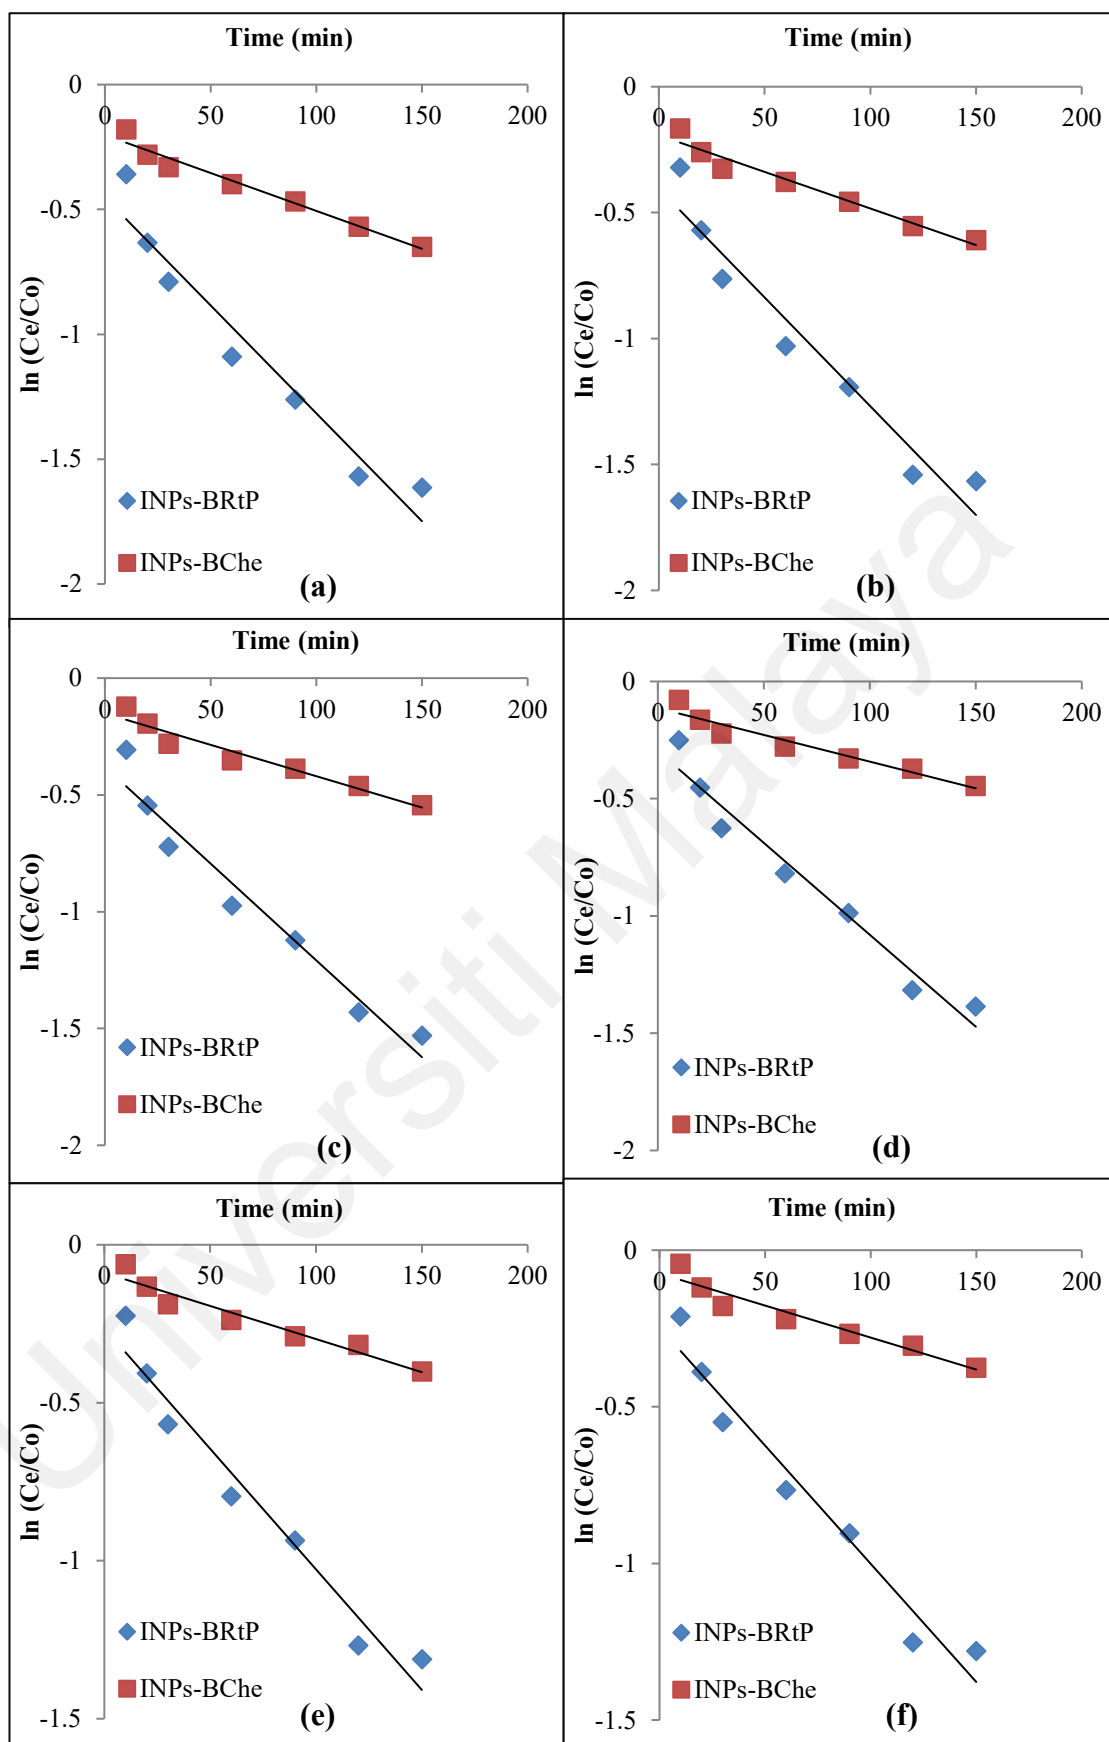 Time (min)
0
0 50 100 150 200
-0.5
ln (Ce/Co)
-1
-1.5
INPs-BRtP
INPs-BChe
-2
(a)
Time (min)
0
0 50 100 150 200
-0.5
ln (Ce/Co)
-1
-1.5
INPs-BRtP
INPs-BChe
-2
(b)
Time (min)
0
0 50 100 150 200
-0.5
ln (Ce/Co)
-1
-1.5
INPs-BRtP
INPs-BChe
-2
(c)
Time (min)
0
0 50 100 150 200
-0.5
ln (Ce/Co)
-1
-1.5
INPs-BRtP
INPs-BChe
-2
(d)
Time (min)
0
0 50 100 150 200
-0.5
ln (Ce/Co)
-1
INPs-BRtP
INPs-BChe
-1.5
(e)
Time (min)
0
0 50 100 150 200
-0.5
ln (Ce/Co)
-1
INPs-BRtP
INPs-BChe
-1.5
(f)
Universiti Malaya